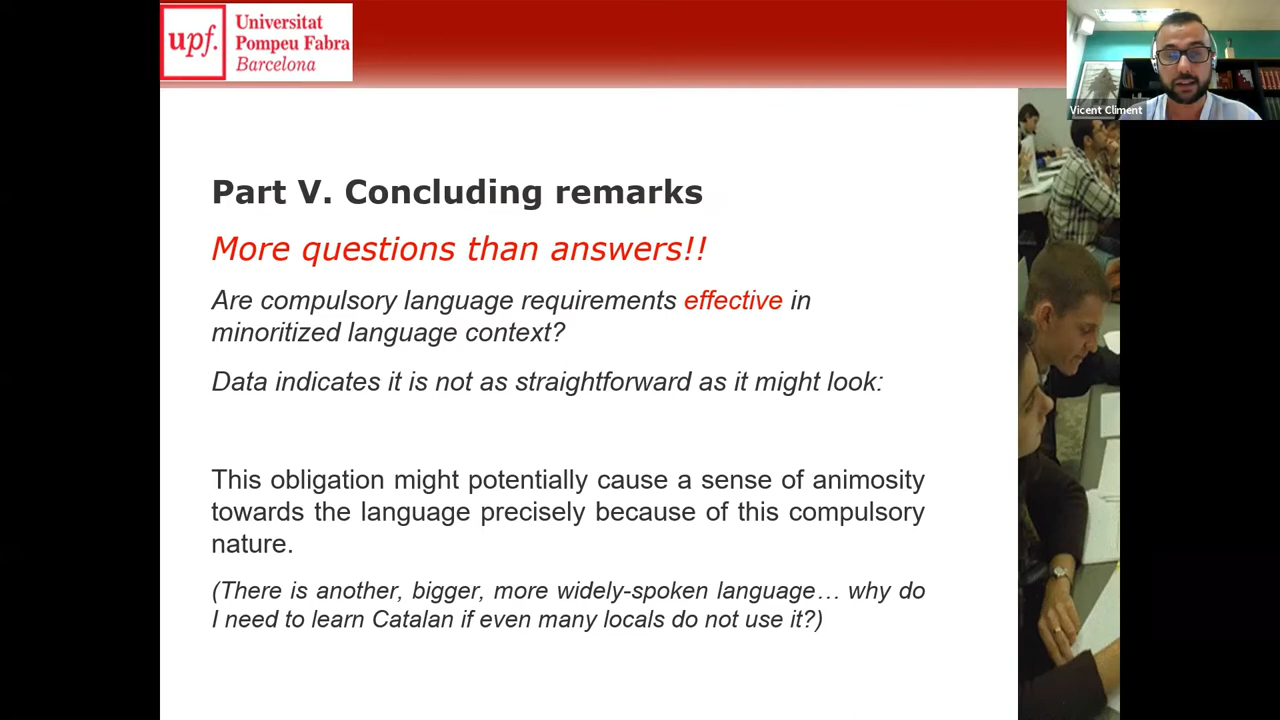 upf.
Universitat
Pompeu Fabra
Barcelona
Vicent Climent
Part V. Concluding remarks
More questions than answers!!
Are compulsory language requirements effective in
minoritized language context?
Data indicates it is not as straightforward as it might look:
This obligation might potentially cause a sense of animosity
towards the language precisely because of this compulsory
nature.
(There is another, bigger, more widely-spoken language… why do
I need to learn Catalan if even many locals do not use it?)